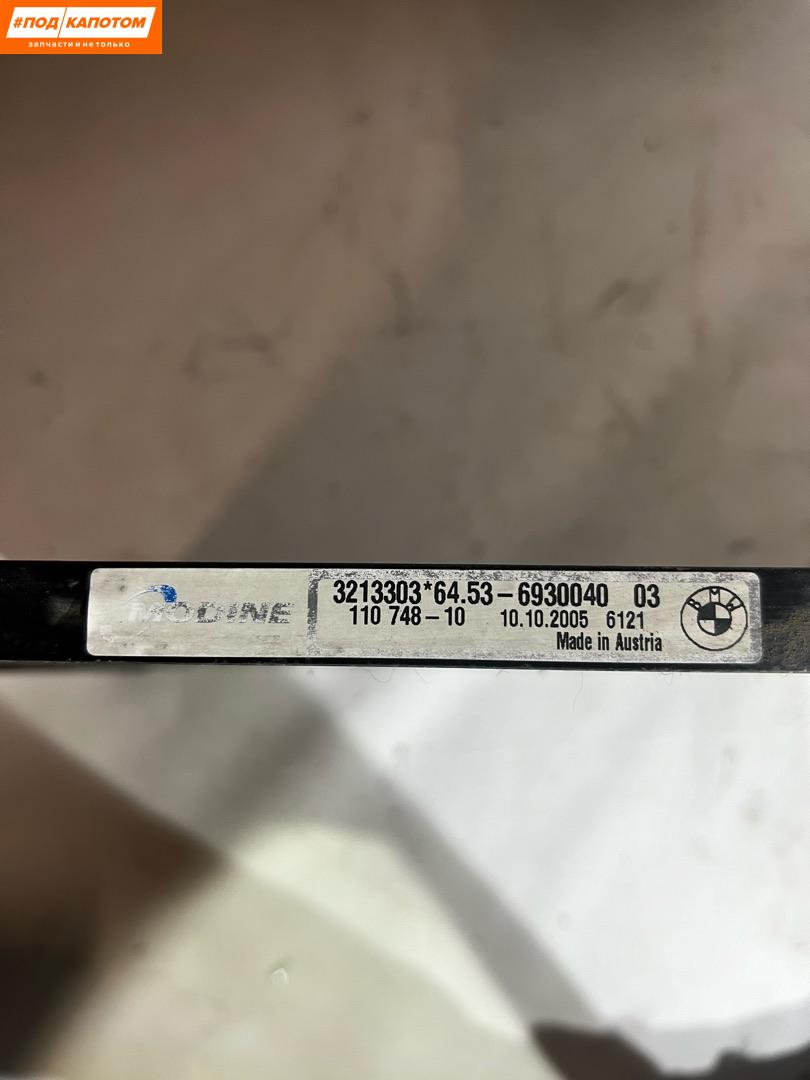 #ПОД КАПОТОМ
запчасти и не только
MODINE
3213303*64.53-6930040 03
110 748-10 10.10.2005 6121
Made in Austria
BMW